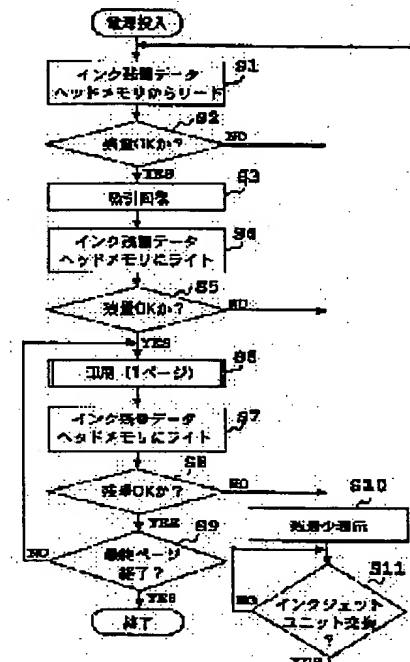 電源投入
S1
インク残量データ
ヘッドメモリからリード
S2
残量OKか?
NO
YES
S3
吸引回復
S4
インク残量データ
ヘッドメモリにライト
S5
残量OKか?
NO
YES
S6
印刷 (1ページ)
S7
インク残量データ
ヘッドメモリにライト
S8
残量OKか?
NO
YES
S9
最終ページ
終了?
NO
YES
終了
S10
S11
インクジェット
ユニット交換
?
NO
YES